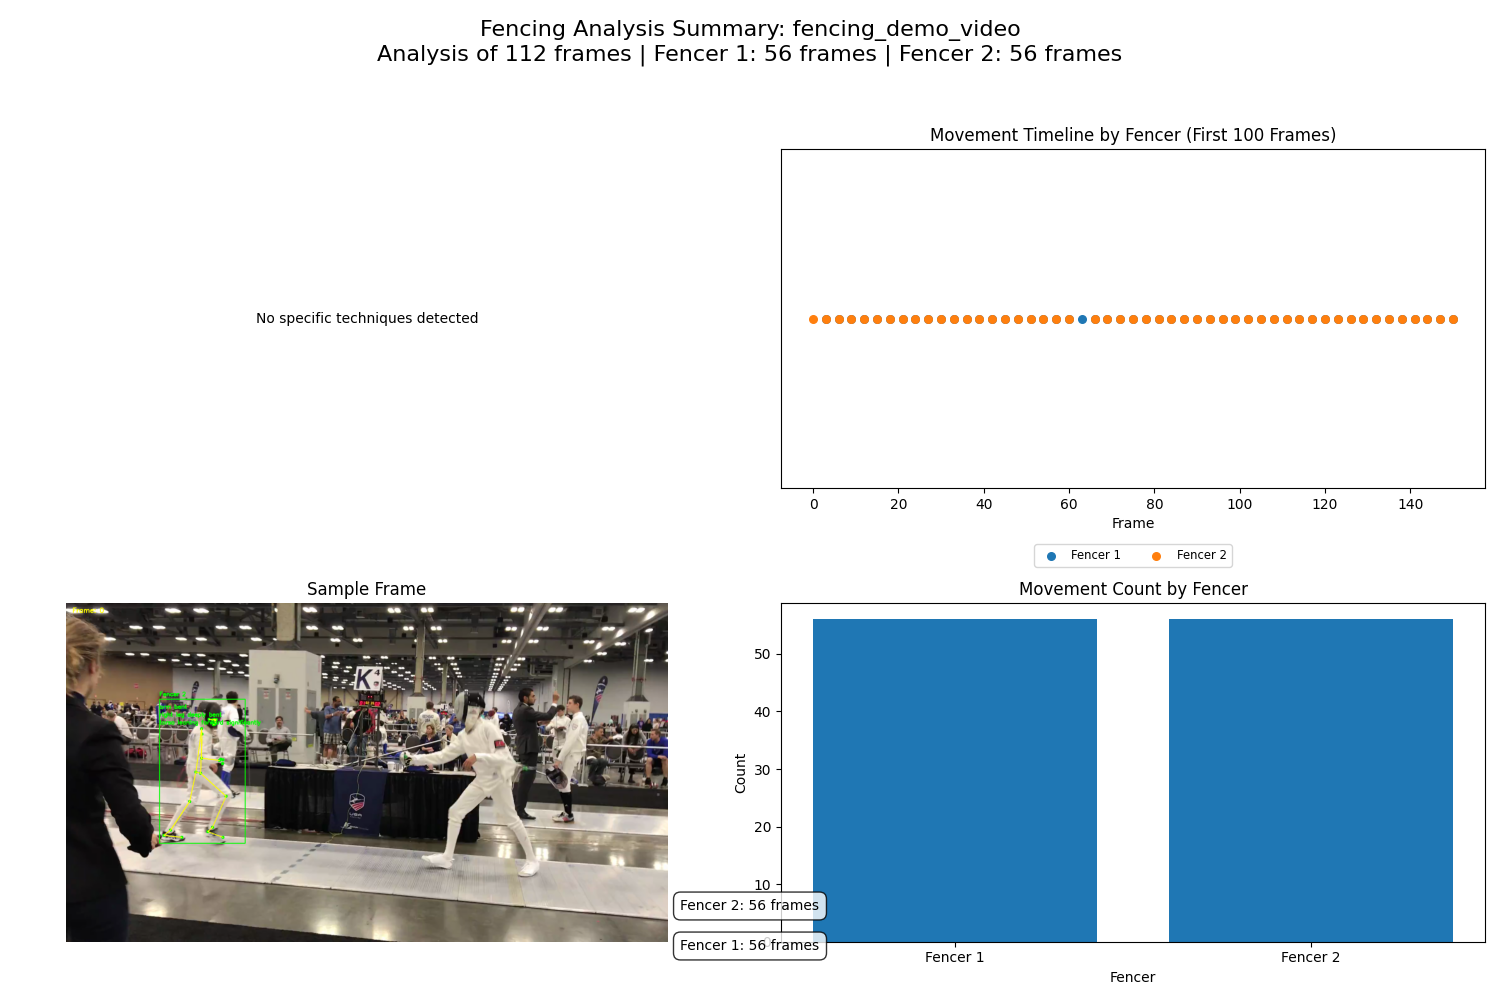 Fencing Analysis Summary: fencing_demo_video
Analysis of 112 frames | Fencer 1: 56 frames | Fencer 2: 56 frames
No specific techniques detected
Movement Timeline by Fencer (First 100 Frames)
0 20 40 60 80 100 120 140
Frame
Fencer 1 Fencer 2
Sample Frame
K4
Movement Count by Fencer
Count
50
40
30
20
10
0
Fencer 1 Fencer 2
Fencer
Fencer 2: 56 frames
Fencer 1: 56 frames